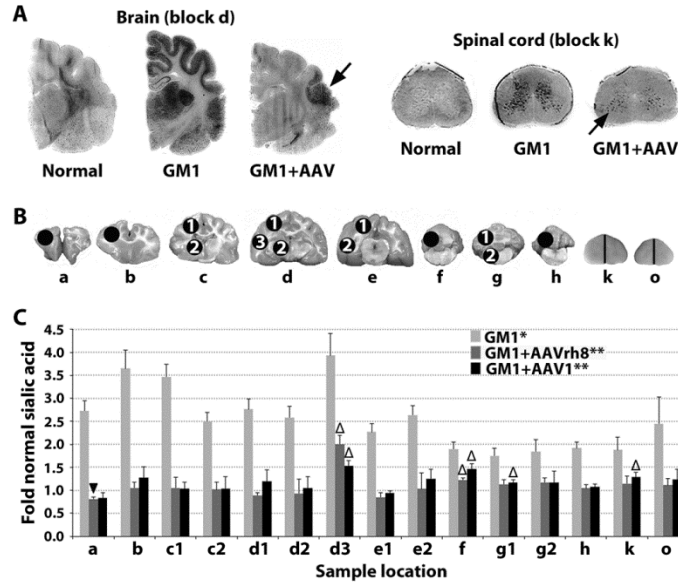 A
Brain (block d)
Spinal cord (block k)
Normal GM1 GM1+AAV
Normal GM1 GM1+AAV
B
1 2
1 3 2
1 2
1 2
a b c d e f g h k o
C
4.5
4.0
3.5
3.0
2.5
2.0
1.5
1.0
0.5
0.0
Fold normal sialic acid
GM1*
GM1+AAVrh8**
GM1+AAV1**
a b c1 c2 d1 d2 d3 e1 e2 f g1 g2 h k o
Sample location